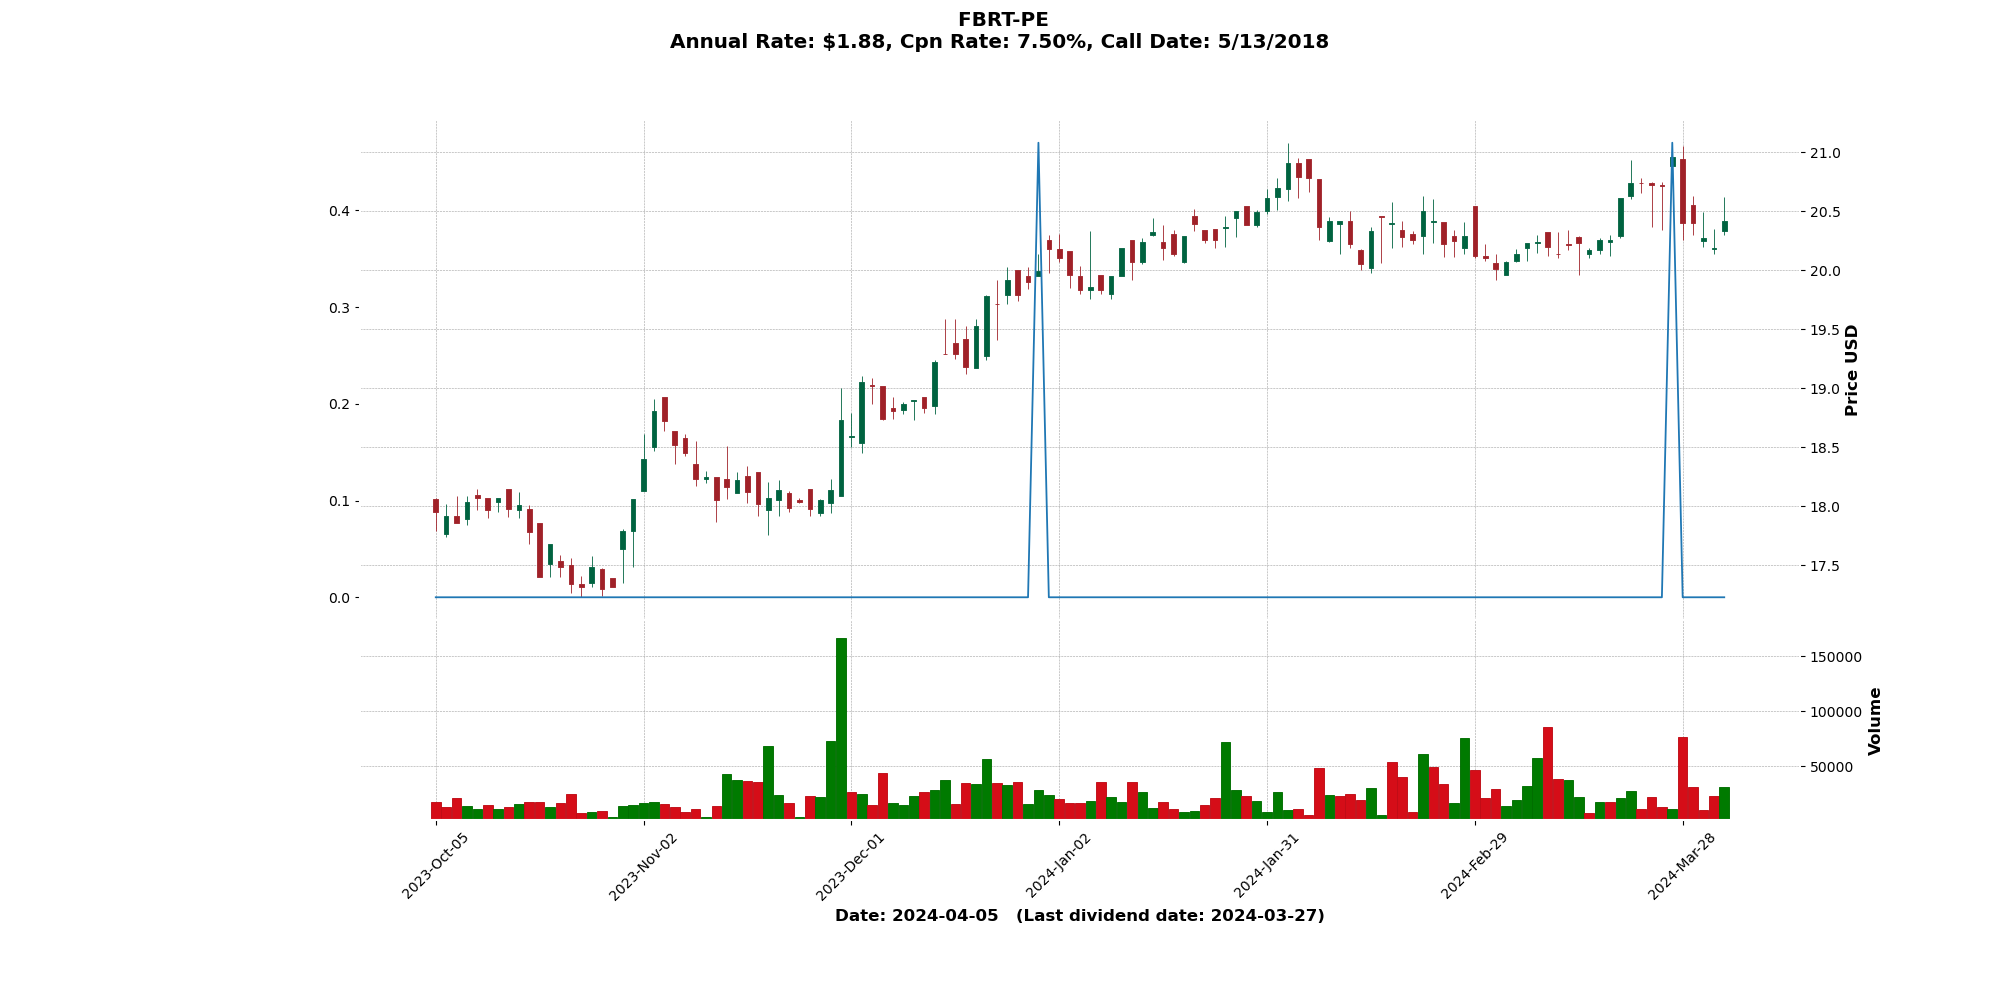 FBRT-PE
Annual Rate: $1.88, Cpn Rate: 7.50%, Call Date: 5/13/2018
0.4
0.3
0.2
0.1
0.0
21.0
20.5
20.0
19.5
19.0
18.5
18.0
17.5
Price USD
150000
100000
50000
Volume
2023-Oct-05
2023-Nov-02
2023-Dec-01
2024-Jan-02
2024-Jan-31
2024-Feb-29
2024-Mar-28
Date: 2024-04-05 (Last dividend date: 2024-03-27)